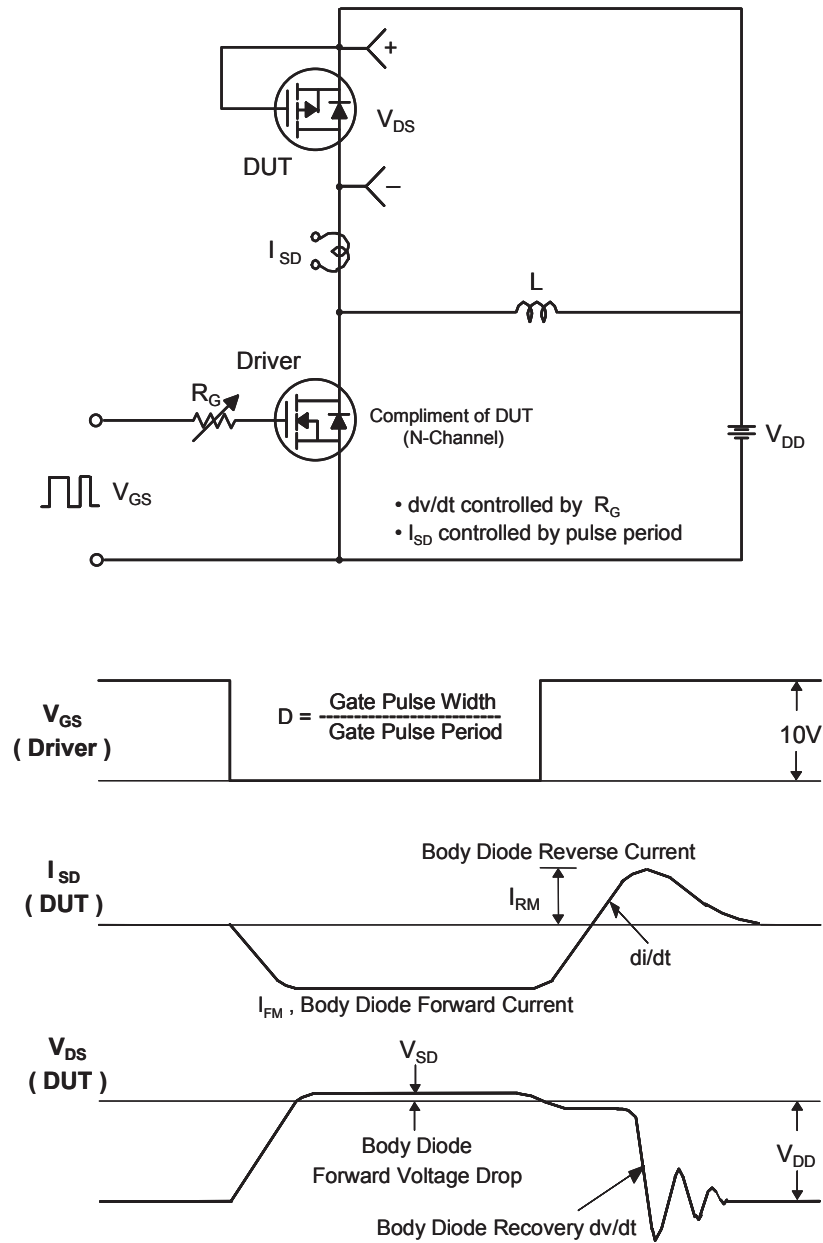 +
V_DS
DUT
–
I_SD
L
Driver
R_G
Compliment of DUT
(N-Channel)
V_DD
V_GS
• dv/dt controlled by R_G
• I_SD controlled by pulse period
V_GS
( Driver )
D = Gate Pulse Width
Gate Pulse Period
10V
I_SD
( DUT )
Body Diode Reverse Current
I_RM
di/dt
I_FM , Body Diode Forward Current
V_DS
( DUT )
V_SD
Body Diode
Forward Voltage Drop
V_DD
Body Diode Recovery dv/dt